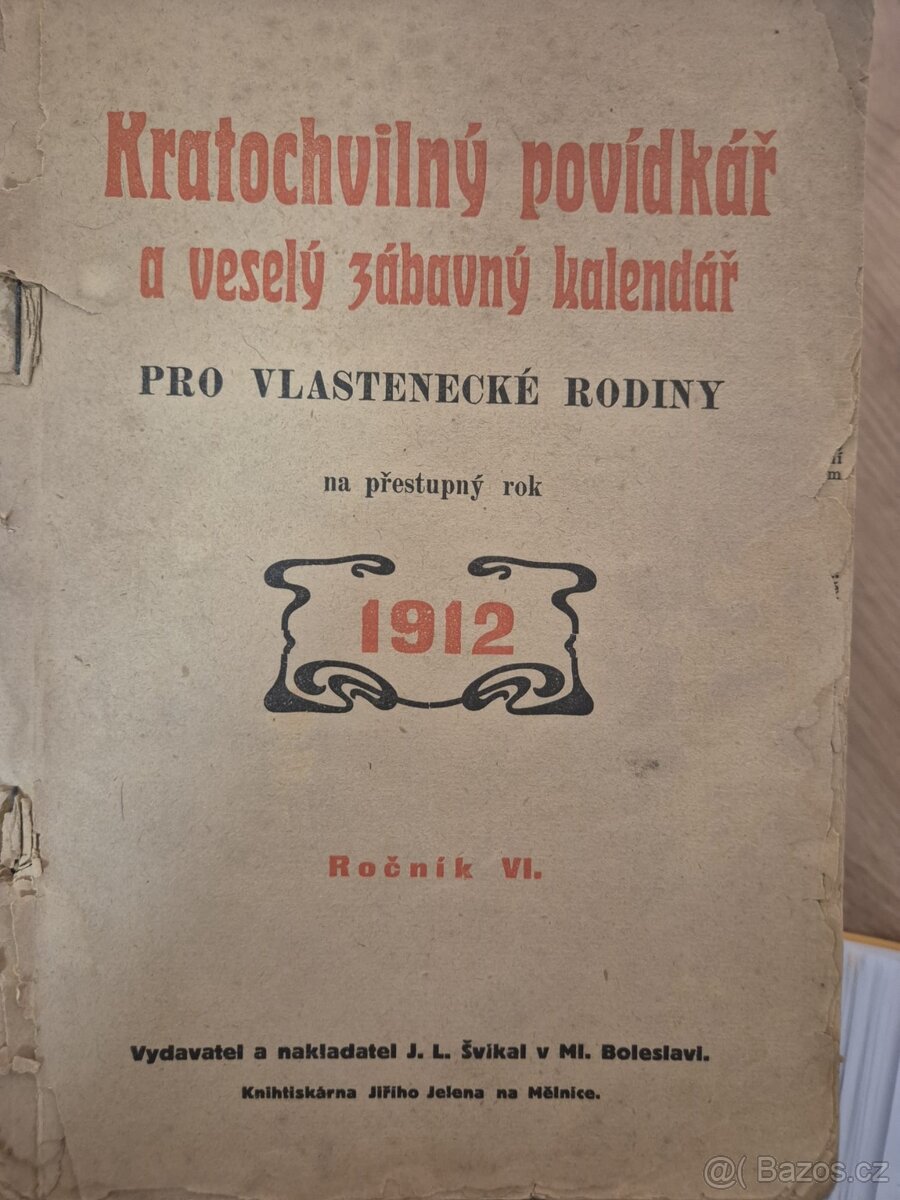 Kratochvilný povídkář
a veselý zábavný kalendář
PRO VLASTENECKÉ RODINY
na přestupný rok
1912
Ročník VI.
Vydavatel a nakladatel J. L. Švíkal v Ml. Boleslavi.
Knihtiskárna Jiřího Jelena na Mělnice.
@( Bazos.cz